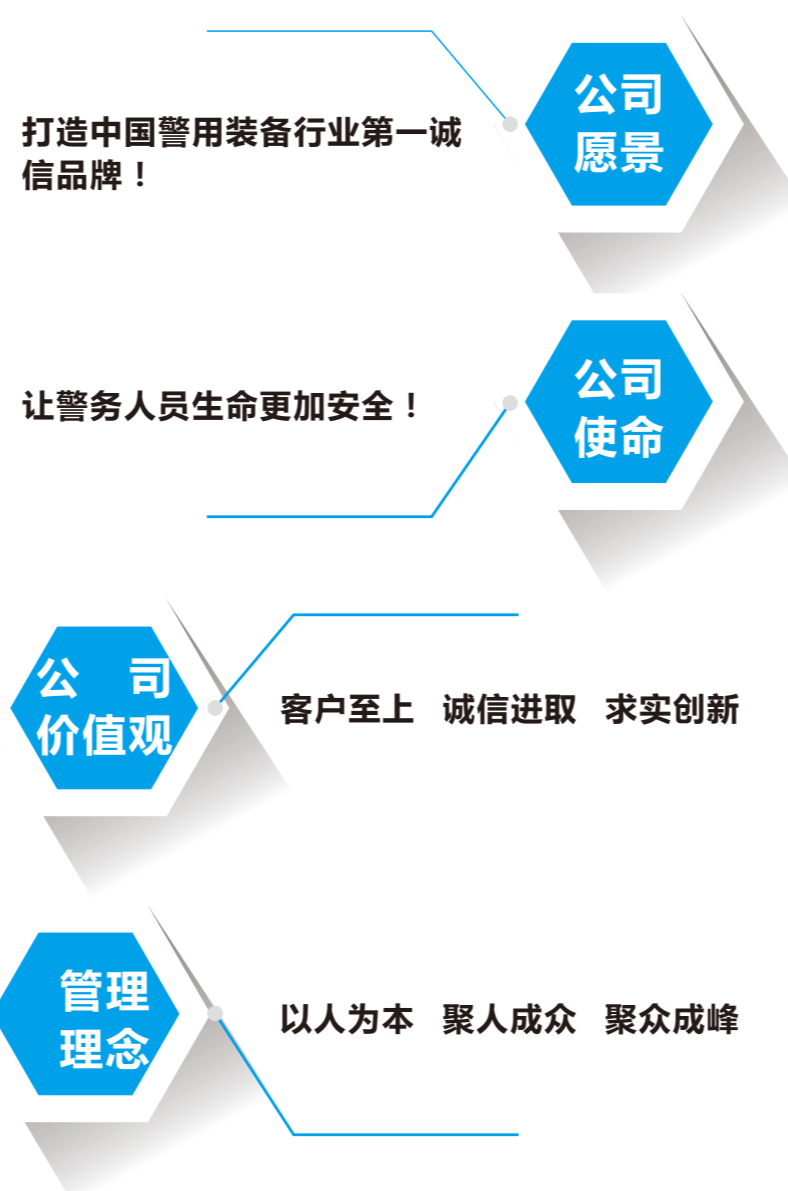 公司
愿景
打造中国警用装备行业第一诚
信品牌！
公司
使命
让警务人员生命更加安全！
公 司
价值观
客户至上 诚信进取 求实创新
管理
理念
以人为本 聚人成众 聚众成峰